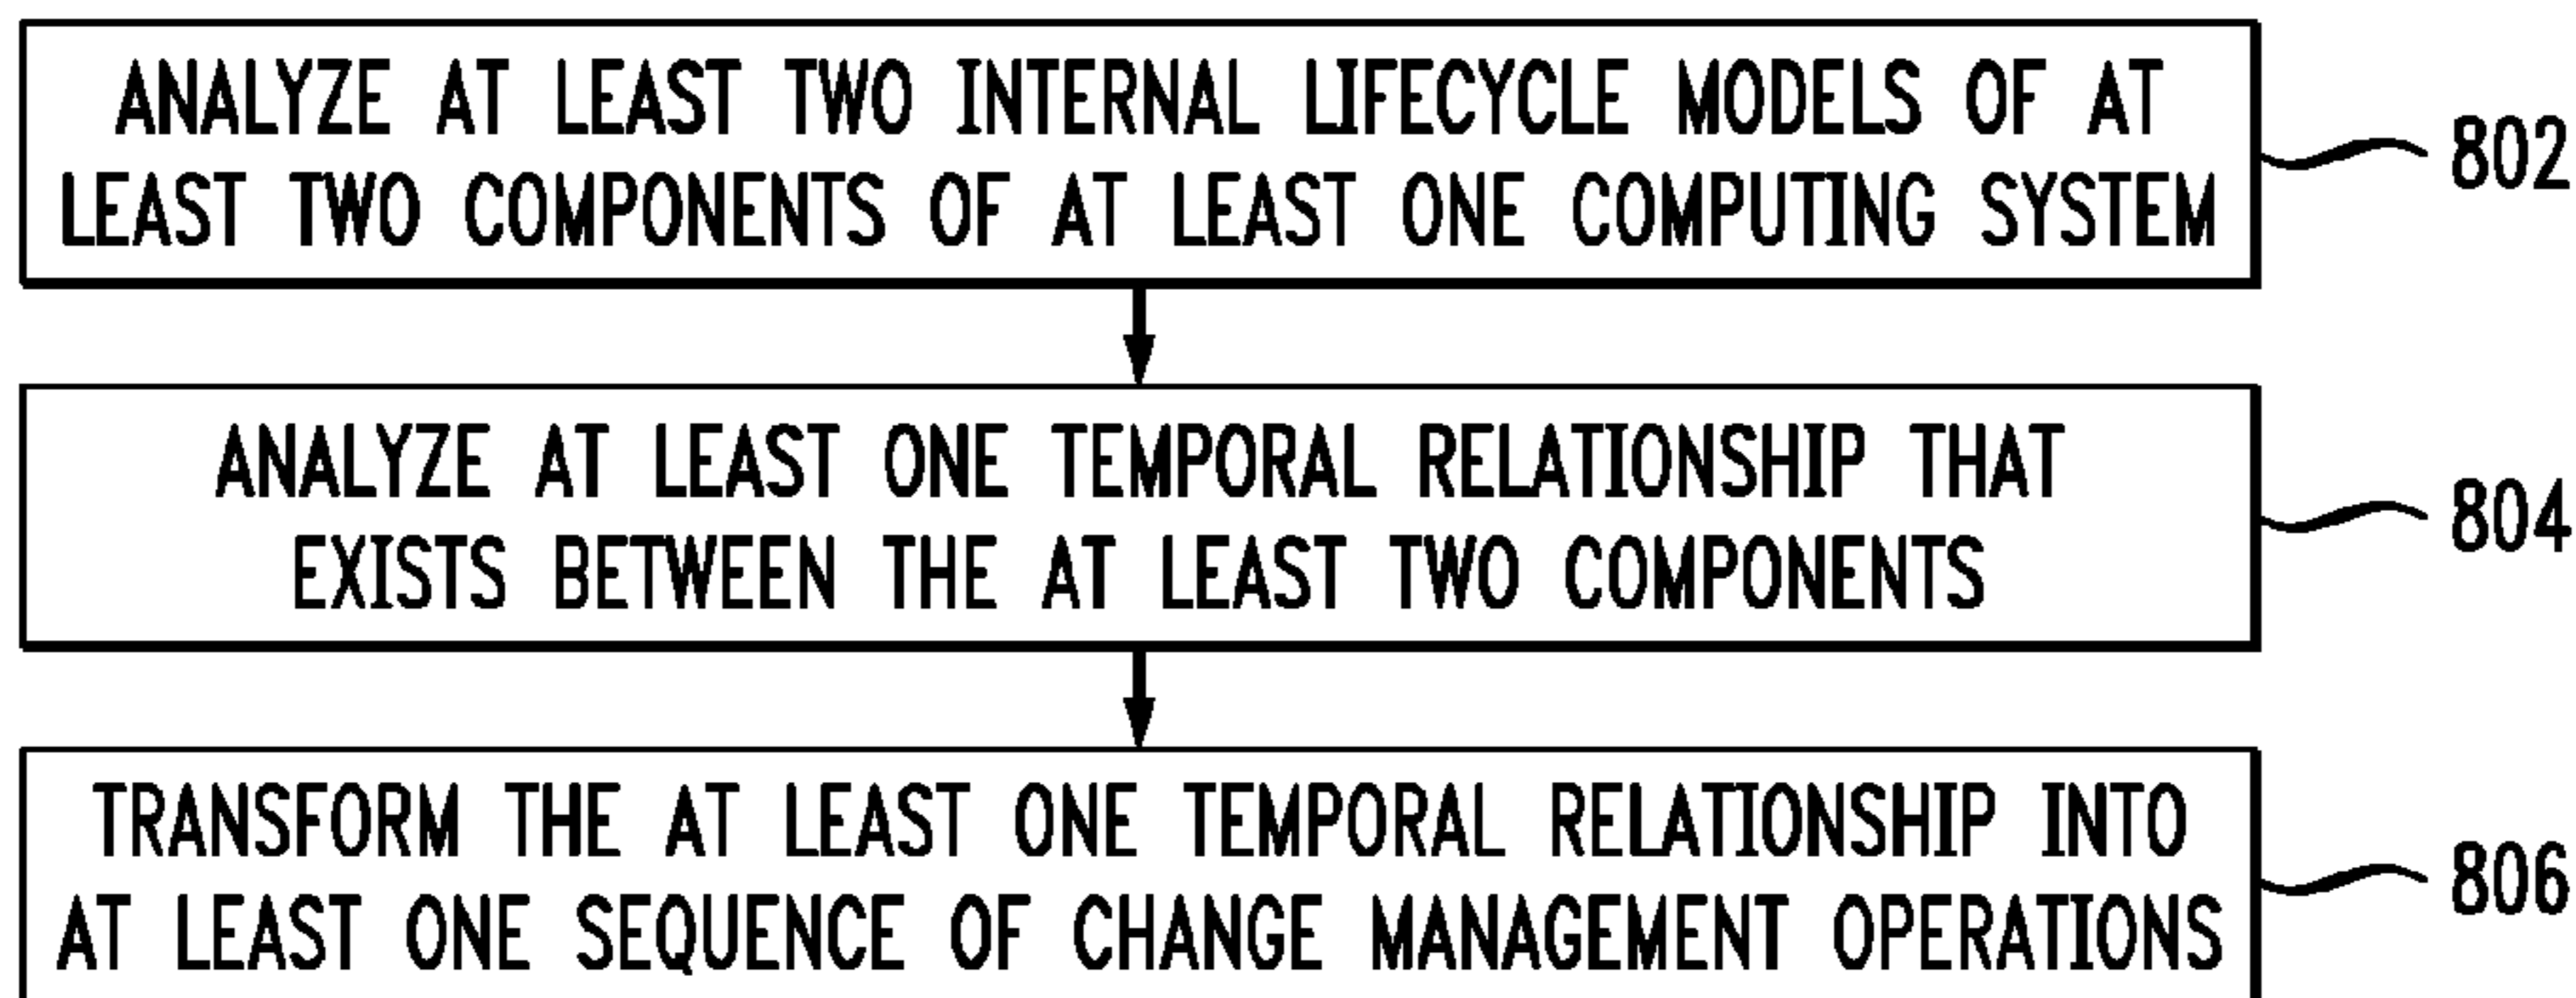 ANALYZE AT LEAST TWO INTERNAL LIFECYCLE MODELS OF AT
LEAST TWO COMPONENTS OF AT LEAST ONE COMPUTING SYSTEM
802
ANALYZE AT LEAST ONE TEMPORAL RELATIONSHIP THAT
EXISTS BETWEEN THE AT LEAST TWO COMPONENTS
804
TRANSFORM THE AT LEAST ONE TEMPORAL RELATIONSHIP INTO
AT LEAST ONE SEQUENCE OF CHANGE MANAGEMENT OPERATIONS
806